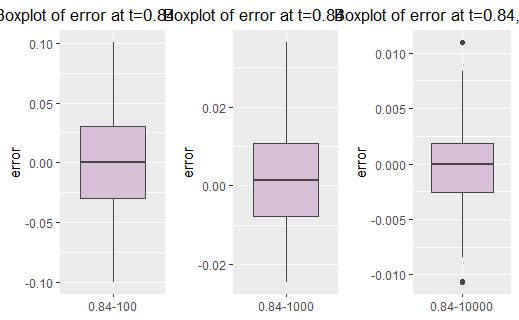 Boxplot of error at t=0.84
Boxplot of error at t=0.84
Boxplot of error at t=0.84,
error
0.10
0.05
0.00
-0.05
-0.10
0.84-100
error
0.02
0.00
-0.02
0.84-1000
error
0.010
0.005
0.000
-0.005
-0.010
0.84-10000